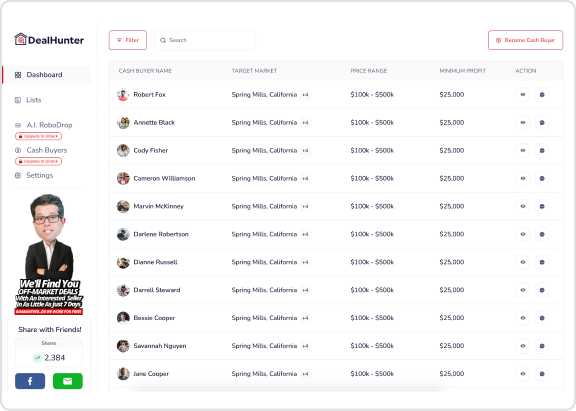 DealHunter
Dashboard
Lists
A.I. RoboDrop
Upgrade to Unlock
Cash Buyers
Upgrade to Unlock
Settings
We'll Find You
OFF-MARKET DEALS
With An Interested Seller
In As Little As Just 7 Days,
GUARANTEED, OR WE WORK FOR FREE!
Share with Friends!
Shares
2,384
f
Filter
Search
Become Cash Buyer
CASH BUYER NAME TARGET MARKET PRICE RANGE MINIMUM PROFIT ACTION
Robert Fox Spring Mills, California +4 $100k - $500k $25,000
Annette Black Spring Mills, California +4 $100k - $500k $25,000
Cody Fisher Spring Mills, California +4 $100k - $500k $25,000
Cameron Williamson Spring Mills, California +4 $100k - $500k $25,000
Marvin McKinney Spring Mills, California +4 $100k - $500k $25,000
Darlene Robertson Spring Mills, California +4 $100k - $500k $25,000
Dianne Russell Spring Mills, California +4 $100k - $500k $25,000
Darrell Steward Spring Mills, California +4 $100k - $500k $25,000
Bessie Cooper Spring Mills, California +4 $100k - $500k $25,000
Savannah Nguyen Spring Mills, California +4 $100k - $500k $25,000
Jane Cooper Spring Mills, California +4 $100k - $500k $25,000